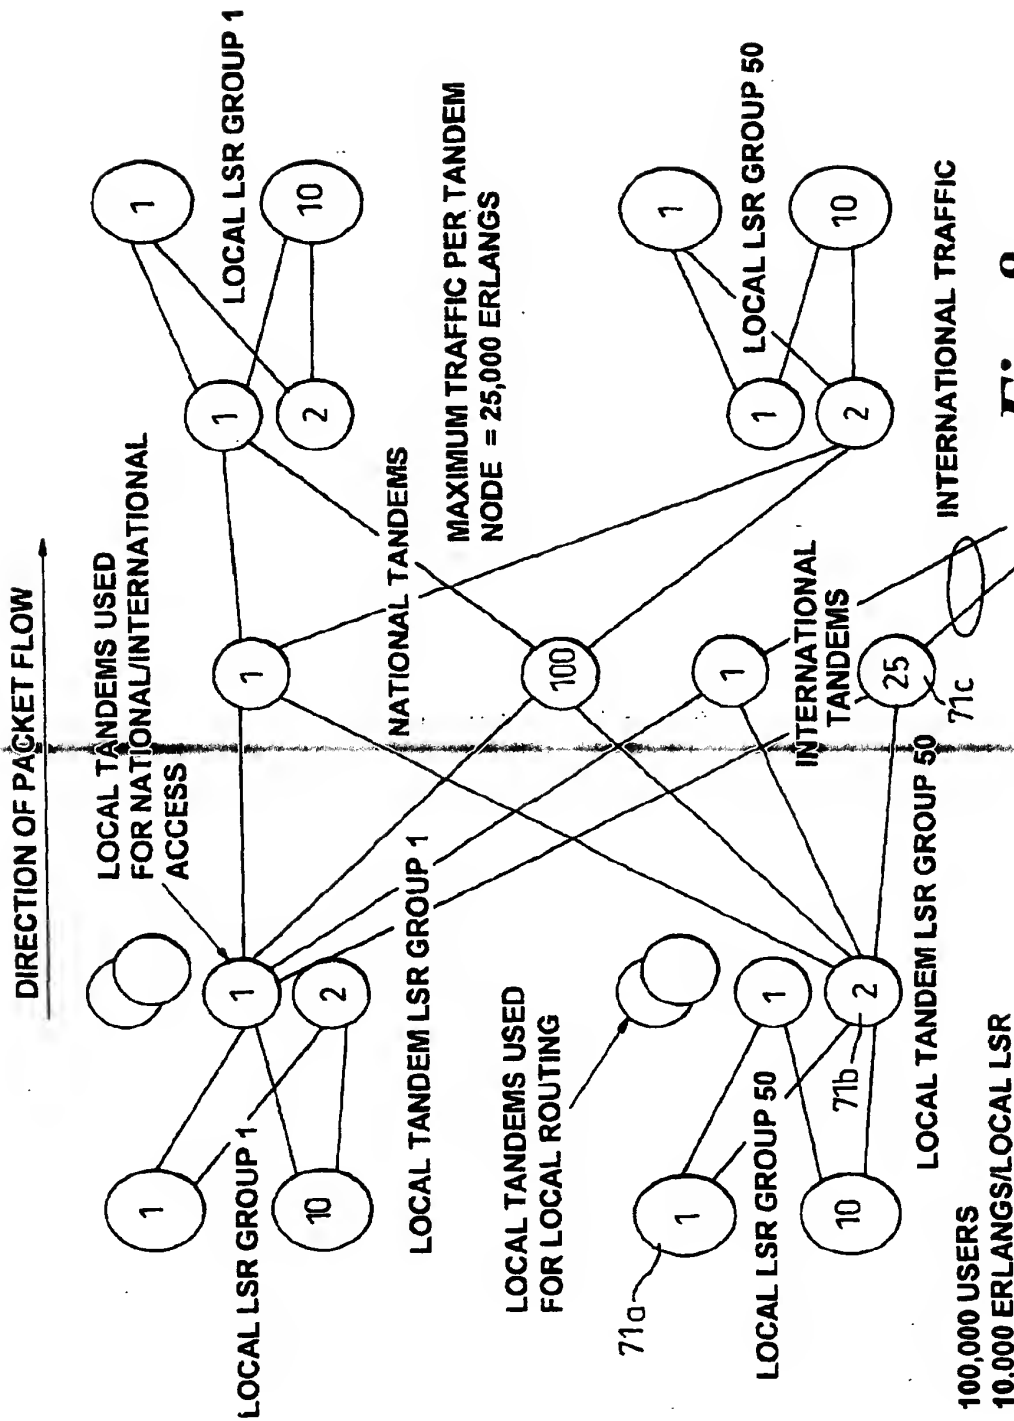 DIRECTION OF PACKET FLOW
LOCAL TANDEMS USED
FOR NATIONAL/INTERNATIONAL
ACCESS
1
LOCAL LSR GROUP 1
10
1
2
LOCAL TANDEM LSR GROUP 1
1
NATIONAL TANDEMS
100
1
2
1
LOCAL LSR GROUP 1
10
MAXIMUM TRAFFIC PER TANDEM
NODE = 25,000 ERLANGS
LOCAL TANDEMS USED
FOR LOCAL ROUTING
71a
1
LOCAL LSR GROUP 50
10
1
2
71b
LOCAL TANDEM LSR GROUP 50
1
INTERNATIONAL
TANDEMS
25
71c
1
2
1
LOCAL LSR GROUP 50
10
INTERNATIONAL TRAFFIC
100,000 USERS
10,000 ERLANGS/LOCAL LSR